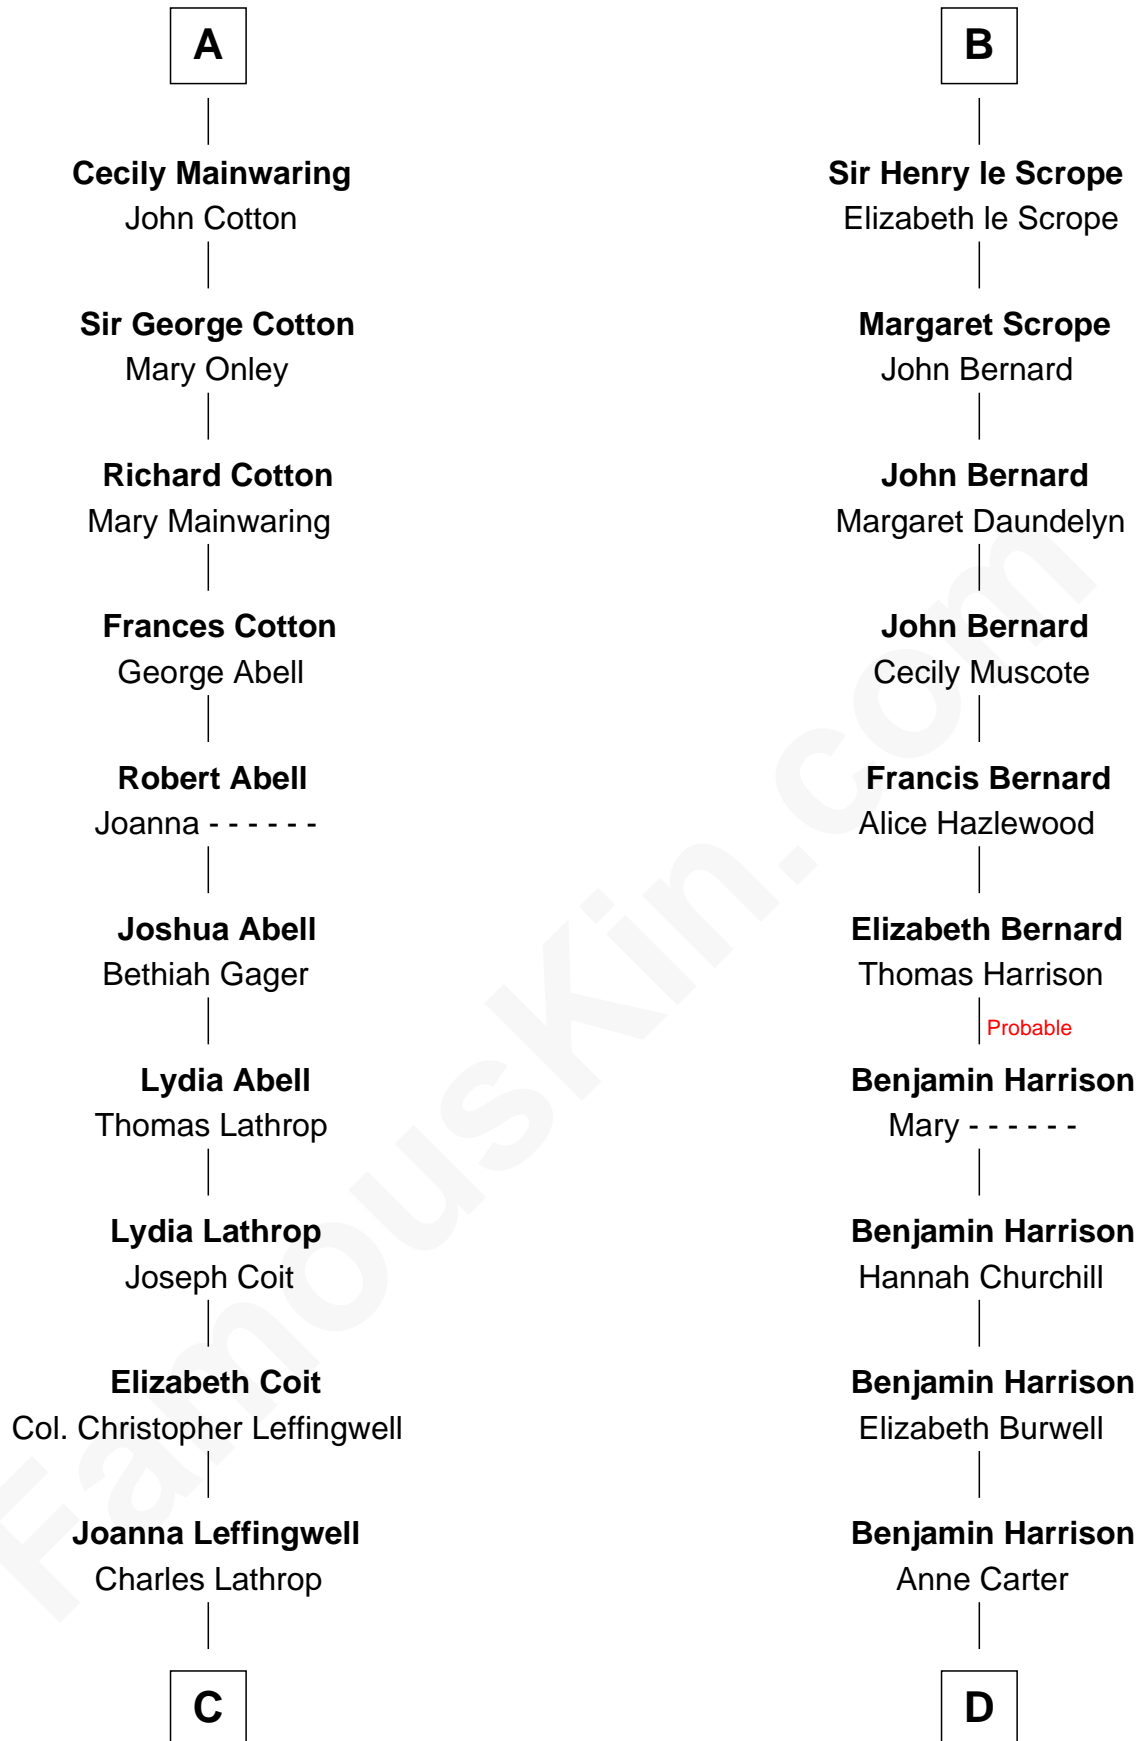 A
Cecily Mainwaring
John Cotton
Sir George Cotton
Mary Onley
Richard Cotton
Mary Mainwaring
Frances Cotton
George Abell
Robert Abell
Joanna - - - - - -
Joshua Abell
Bethiah Gager
Lydia Abell
Thomas Lathrop
Lydia Lathrop
Joseph Coit
Elizabeth Coit
Col. Christopher Leffingwell
Joanna Leffingwell
Charles Lathrop
C
B
Sir Henry le Scrope
Elizabeth le Scrope
Margaret Scrope
John Bernard
John Bernard
Margaret Daundelyn
John Bernard
Cecily Muscote
Francis Bernard
Alice Hazlewood
Elizabeth Bernard
Thomas Harrison
Probable
Benjamin Harrison
Mary - - - - - -
Benjamin Harrison
Hannah Churchill
Benjamin Harrison
Elizabeth Burwell
Benjamin Harrison
Anne Carter
D
FamousKin.com